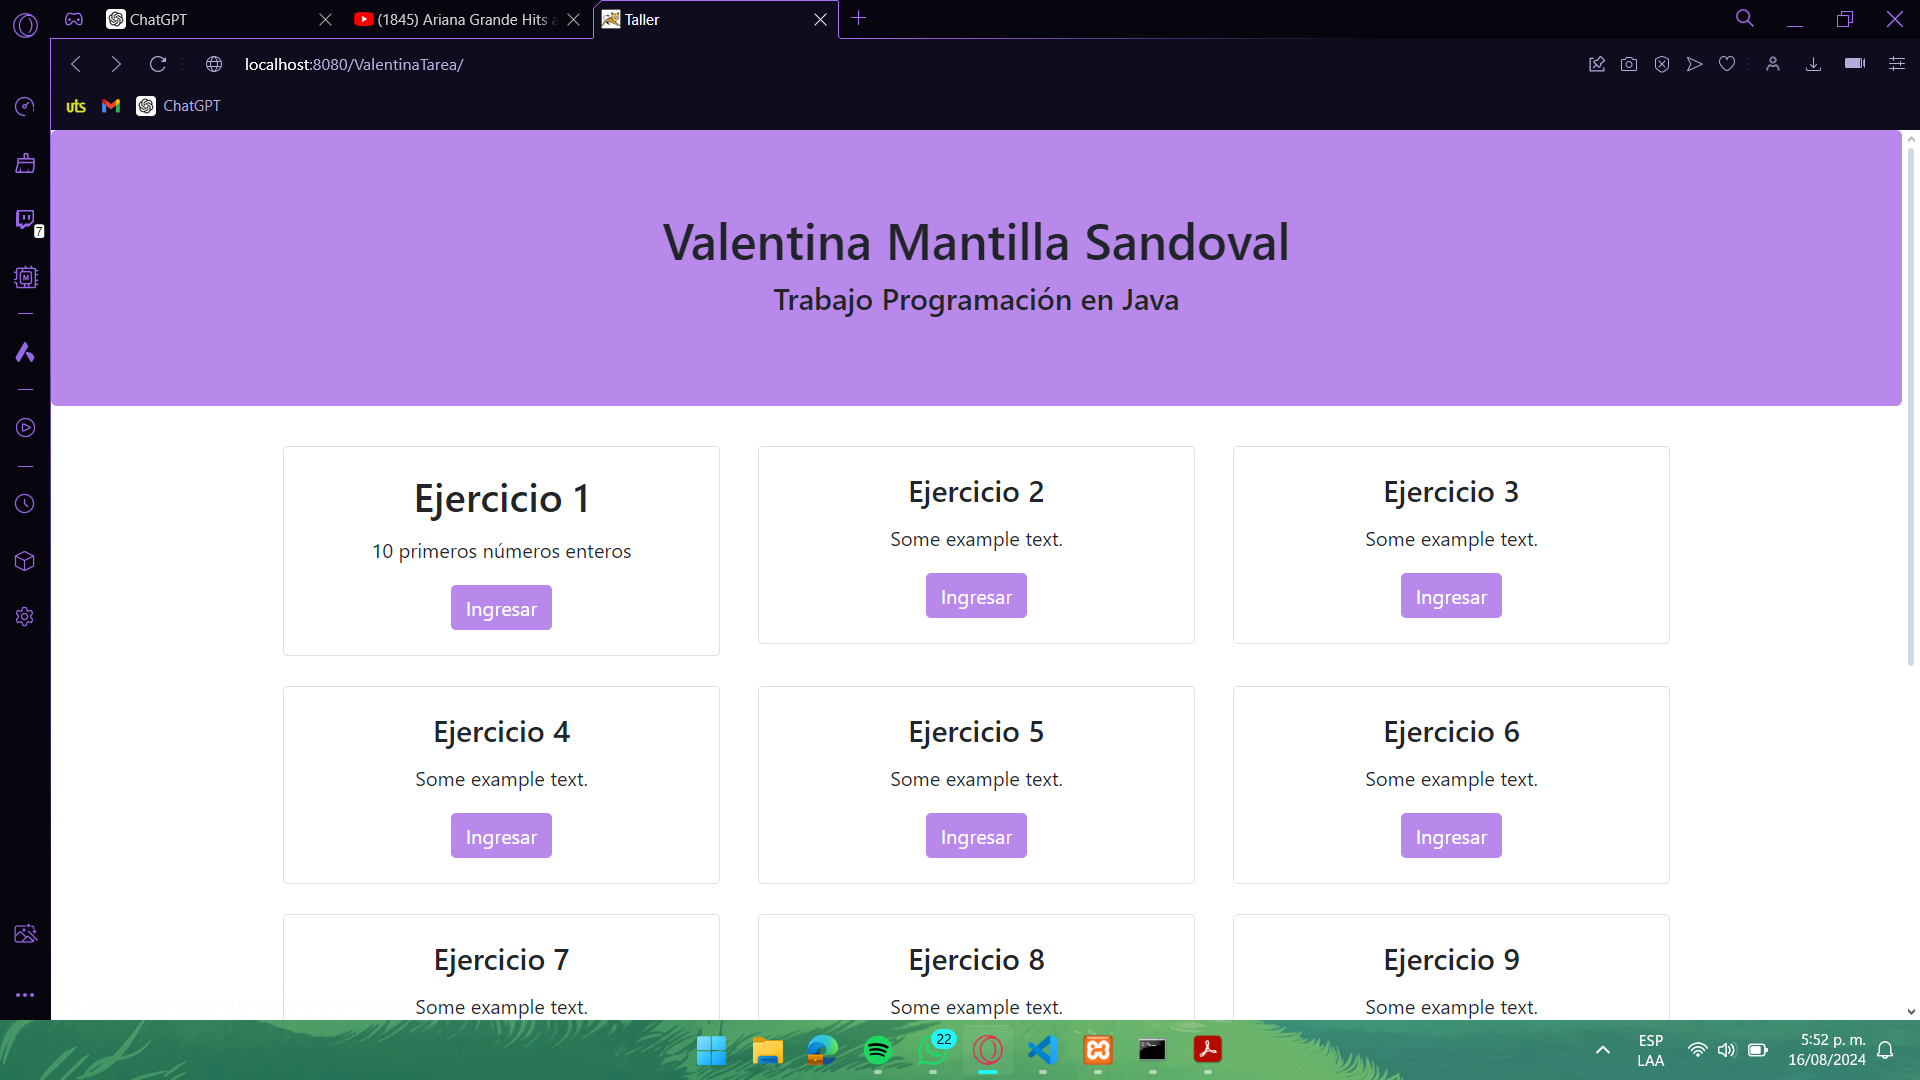 ChatGPT
(1845) Ariana Grande Hits a
Taller
localhost:8080/ValentinaTarea/
uts
ChatGPT
7
M
Valentina Mantilla Sandoval
Trabajo Programación en Java
Ejercicio 1
10 primeros números enteros
Ingresar
Ejercicio 2
Some example text.
Ingresar
Ejercicio 3
Some example text.
Ingresar
Ejercicio 4
Some example text.
Ingresar
Ejercicio 5
Some example text.
Ingresar
Ejercicio 6
Some example text.
Ingresar
Ejercicio 7
Some example text.
Ejercicio 8
Some example text.
Ejercicio 9
Some example text.
22
ESP
LAA
5:52 p. m.
16/08/2024